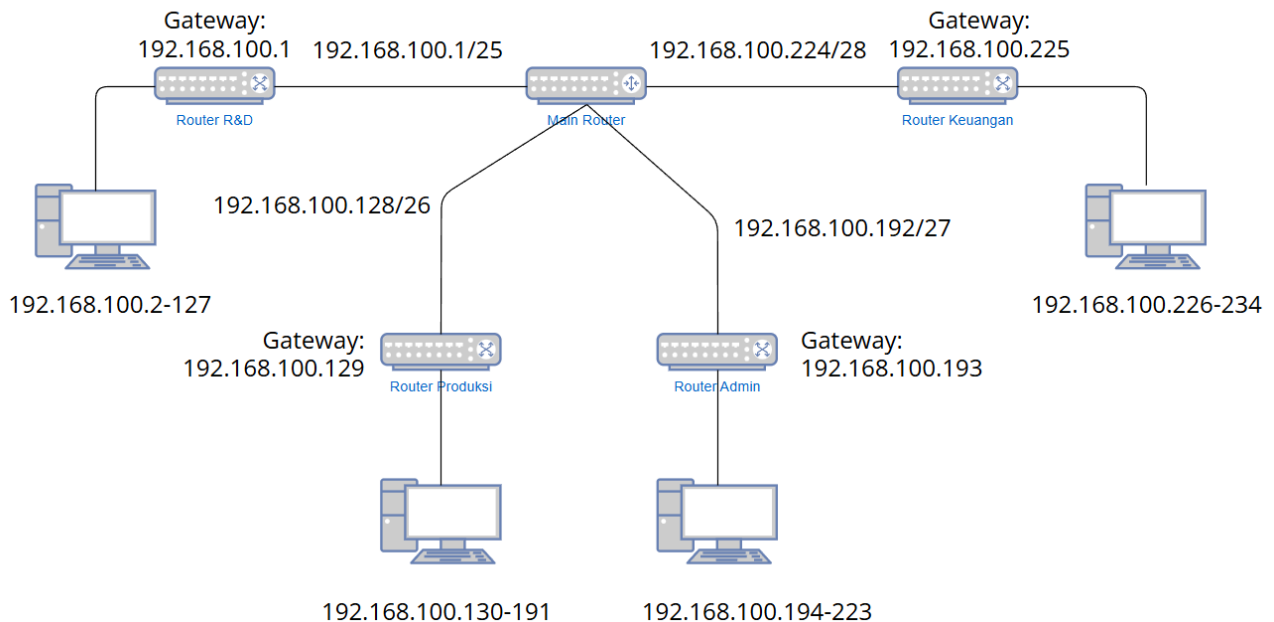 Gateway:
192.168.100.1
192.168.100.1/25
192.168.100.224/28
Gateway:
192.168.100.225
Router R&D
Main Router
Router Keuangan
192.168.100.128/26
192.168.100.192/27
192.168.100.2-127
192.168.100.226-234
Gateway:
192.168.100.129
Gateway:
192.168.100.193
Router Produksi
Router Admin
192.168.100.130-191
192.168.100.194-223